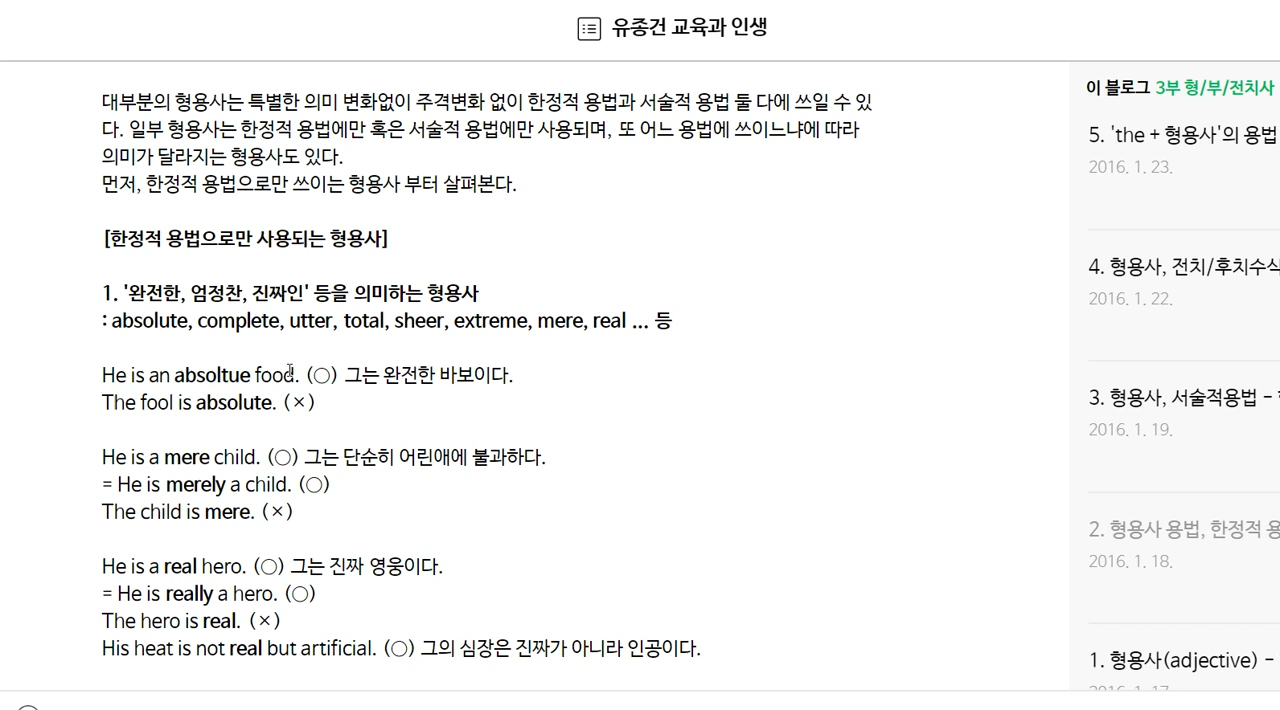 유종건 교육과 인생
대부분의 형용사는 특별한 의미 변화없이 주격변화 없이 한정적 용법과 서술적 용법 둘 다에 쓰일 수 있
다. 일부 형용사는 한정적 용법에만 혹은 서술적 용법에만 사용되며, 또 어느 용법에 쓰이느냐에 따라
의미가 달라지는 형용사도 있다.
먼저, 한정적 용법으로만 쓰이는 형용사 부터 살펴본다.
[한정적 용법으로만 사용되는 형용사]
1. '완전한, 엄정찬, 진짜인' 등을 의미하는 형용사
: absolute, complete, utter, total, sheer, extreme, mere, real ... 등
He is an absoltue food. (○) 그는 완전한 바보이다.
The fool is absolute. (×)
He is a mere child. (○) 그는 단순히 어린애에 불과하다.
= He is merely a child. (○)
The child is mere. (×)
He is a real hero. (○) 그는 진짜 영웅이다.
= He is really a hero. (○)
The hero is real. (×)
His heat is not real but artificial. (○) 그의 심장은 진짜가 아니라 인공이다.
이 블로그 3부 형/부/전치사
5. 'the + 형용사'의 용법
2016. 1. 23.
4. 형용사, 전치/후치수식
2016. 1. 22.
3. 형용사, 서술적용법 -
2016. 1. 19.
2. 형용사 용법, 한정적 용
2016. 1. 18.
1. 형용사(adjective) -
2016. 1. 17.